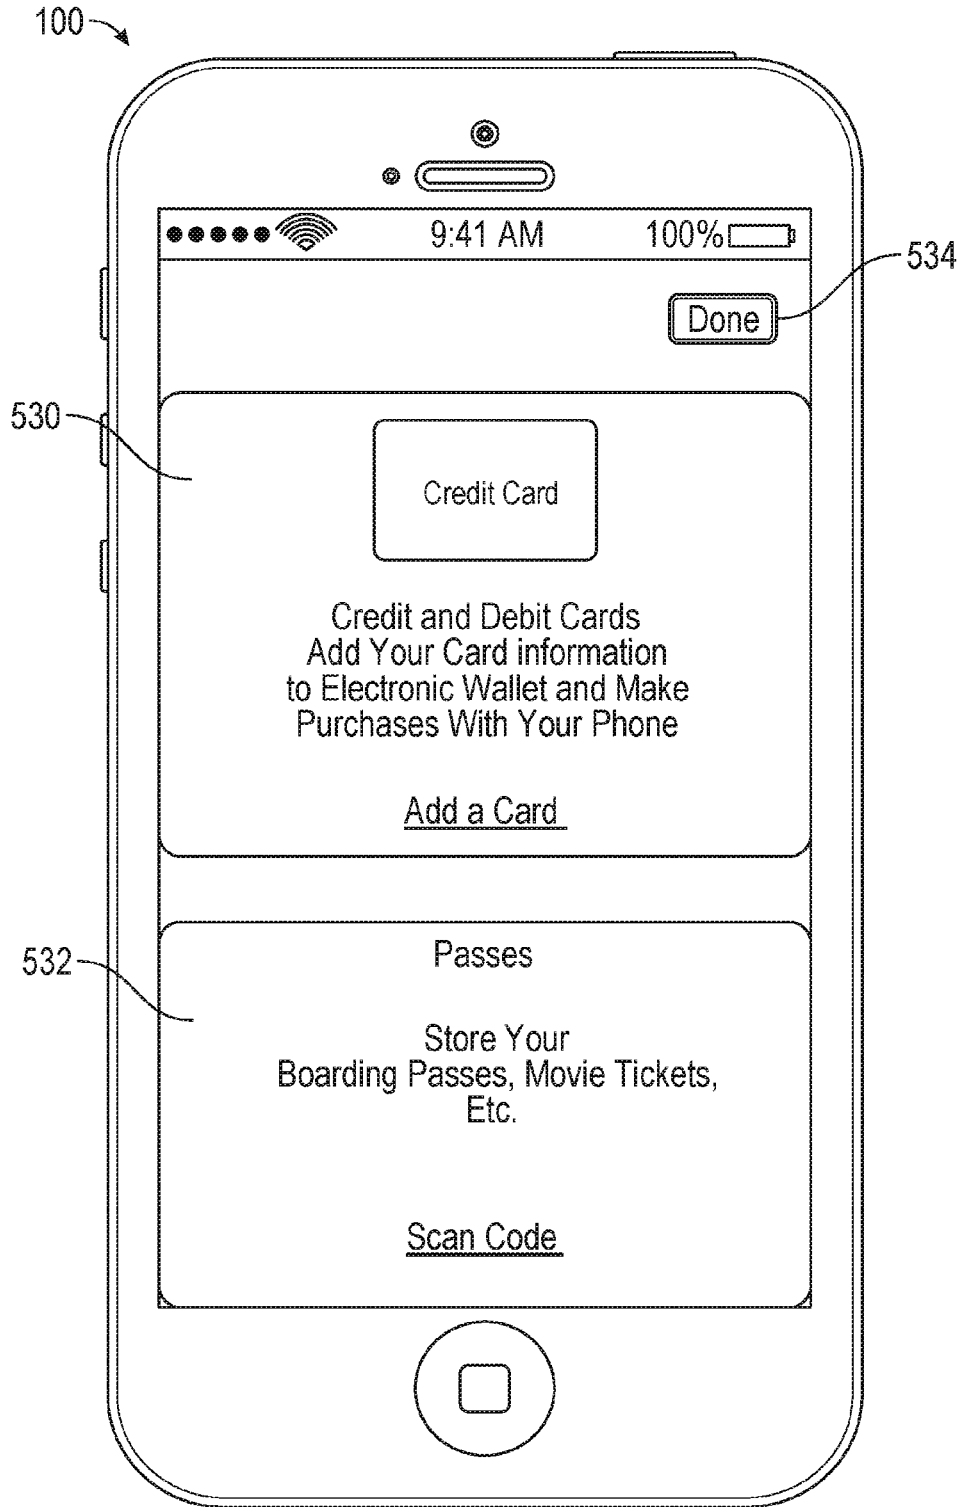 100
9:41 AM 100%
534
Done
530
Credit Card
Credit and Debit Cards
Add Your Card information
to Electronic Wallet and Make
Purchases With Your Phone
Add a Card
532
Passes
Store Your
Boarding Passes, Movie Tickets,
Etc.
Scan Code